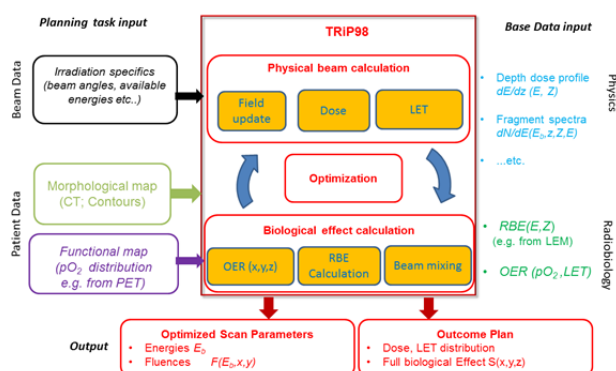 Planning task input
TRiP98
Base Data input
Beam Data
Irradiation specifics
(beam angles, available
energies etc..)
Physical beam calculation
Field
update
Dose
LET
Depth dose profile
dE/dz (E, Z)
Fragment spectra
dN/dE(Eb,z,Z,E)
...etc.
Physics
Optimization
Patient Data
Morphological map
(CT; Contours)
Functional map
(pO2 distribution
e.g. from PET)
Biological effect calculation
OER (x,y,z)
RBE
Calculation
Beam mixing
RBE(E,Z)
(e.g. from LEM)
OER (pO2,LET)
Radiobiology
Output
Optimized Scan Parameters
• Energies Eb
• Fluences F(Eb,x,y)
Outcome Plan
• Dose, LET distribution
• Full biological Effect S(x,y,z)